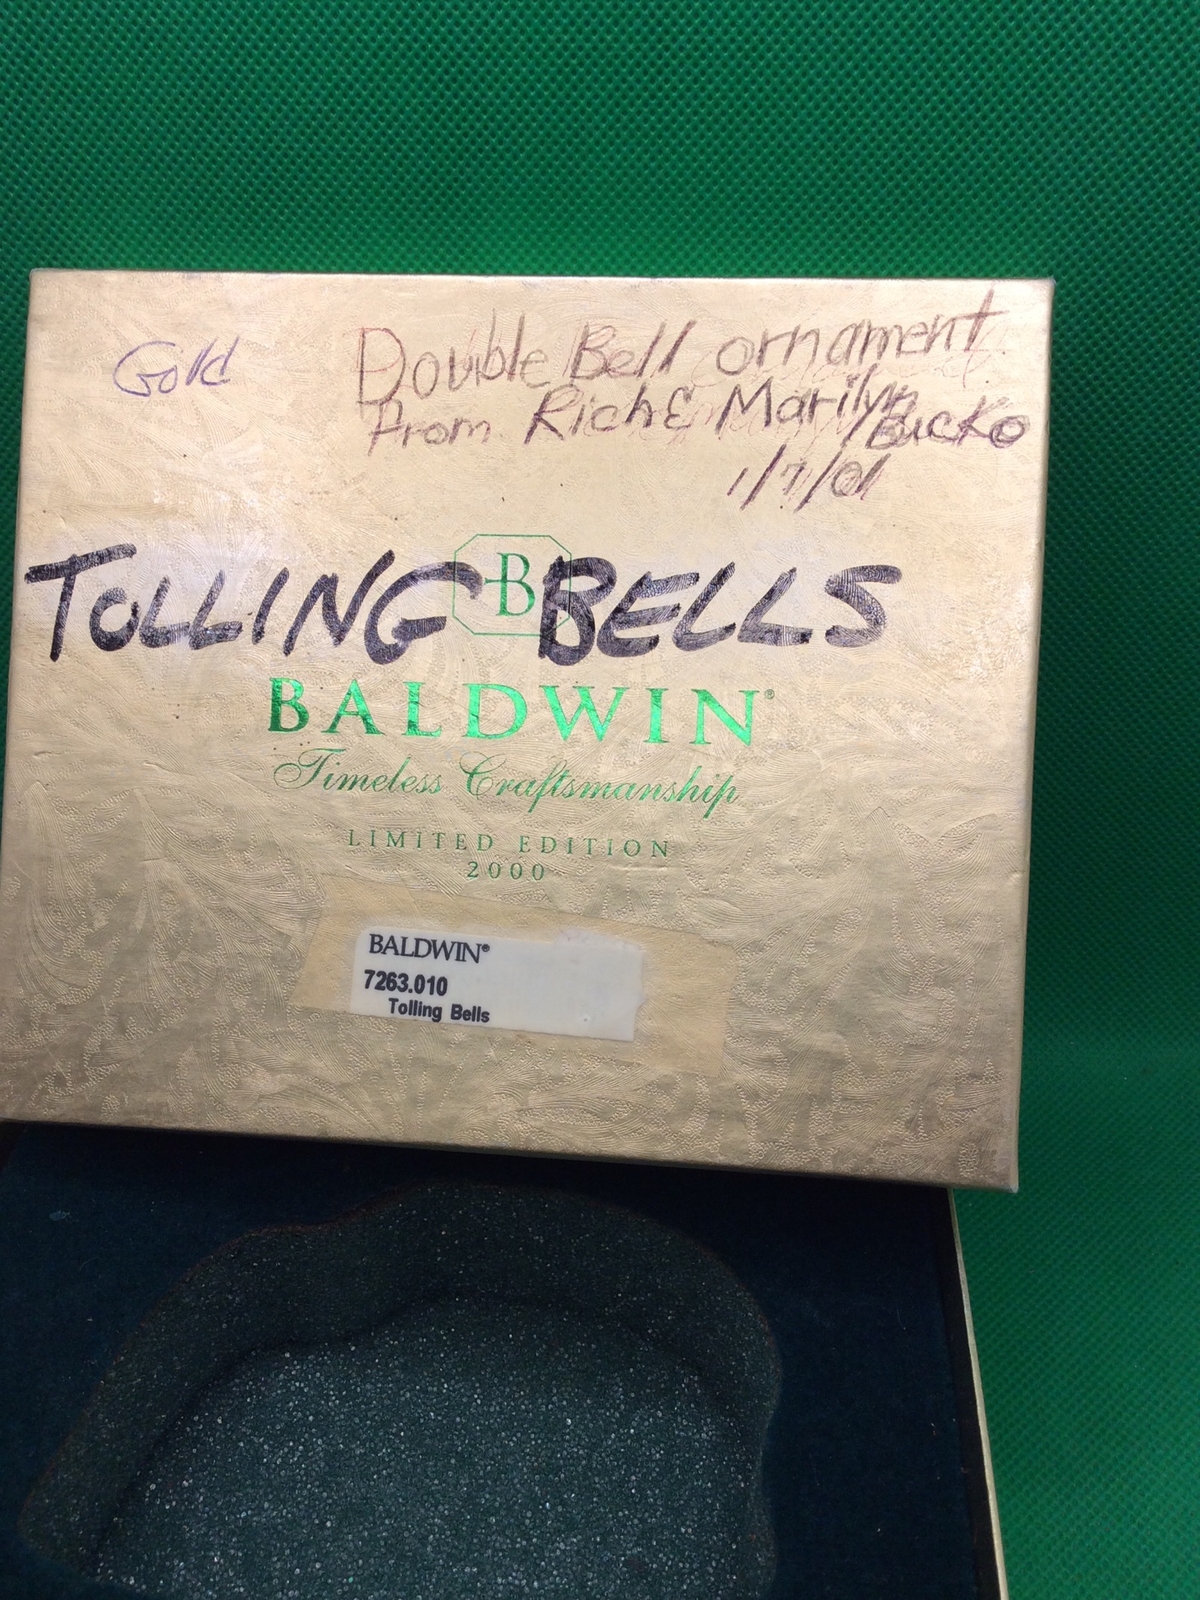 Gold
Double Bell ornament
From Rich & Marilyn Bucko
1/7/01
TOLLING BELLS
B
BALDWIN®
Timeless Craftsmanship
LIMITED EDITION
2000
BALDWIN®
7263.010
Tolling Bells